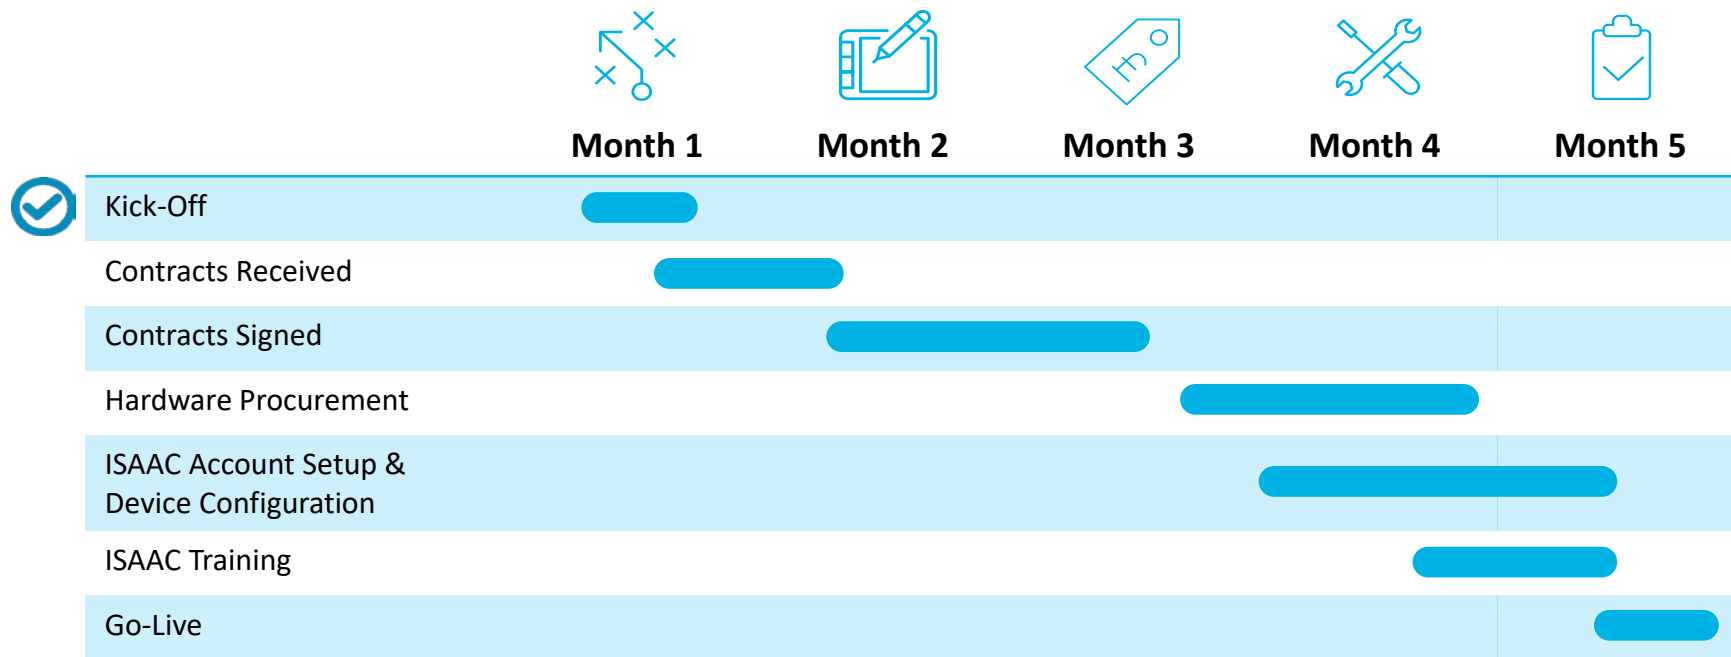 Month 1
Month 2
Month 3
Month 4
Month 5
Kick-Off
Contracts Received
Contracts Signed
Hardware Procurement
ISAAC Account Setup &
Device Configuration
ISAAC Training
Go-Live